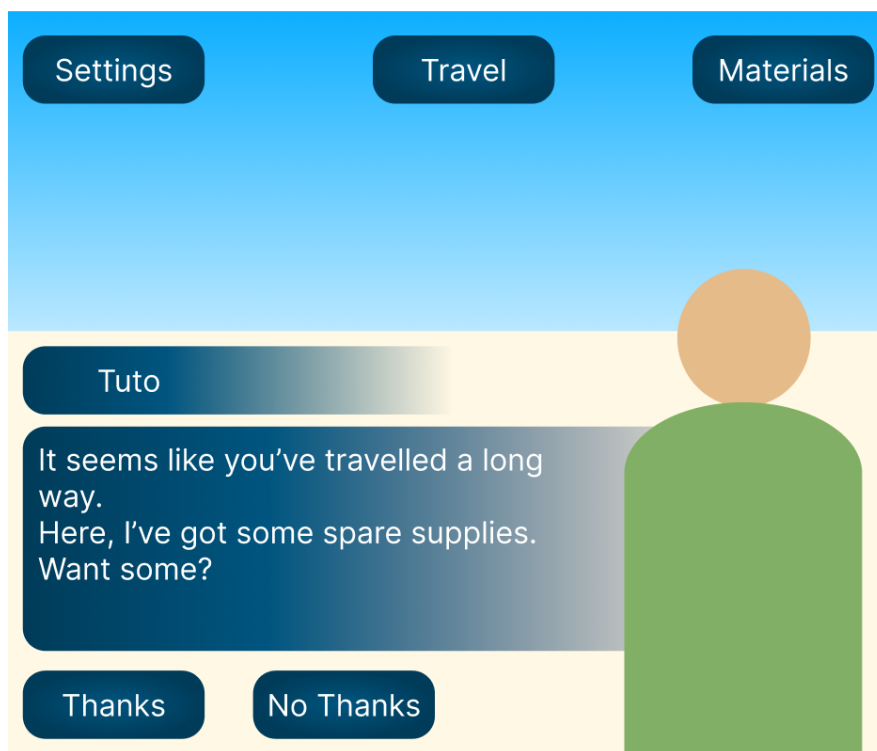 Settings
Travel
Materials
Tuto
It seems like you’ve travelled a long
way.
Here, I’ve got some spare supplies.
Want some?
Thanks
No Thanks